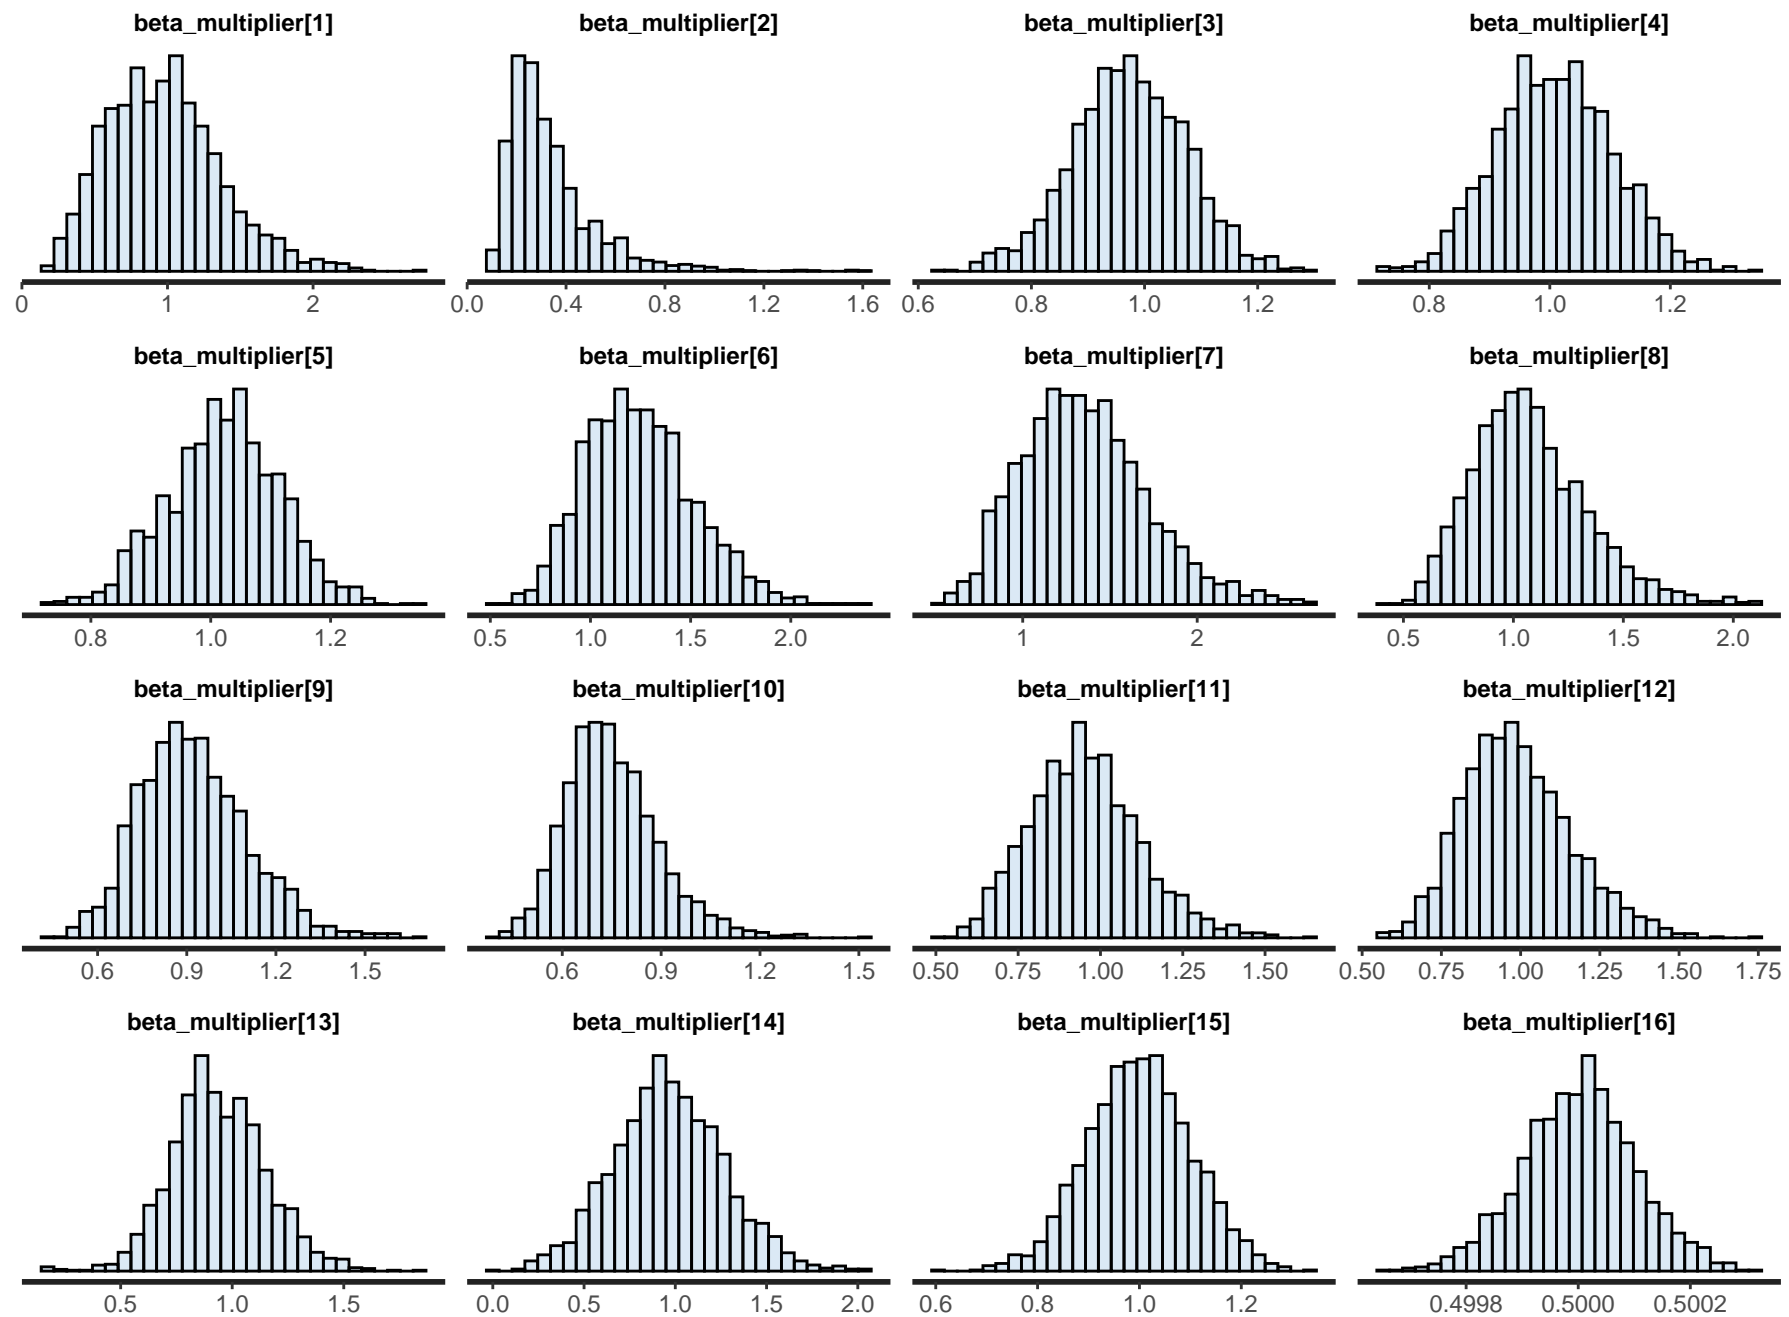 beta_multiplier[1] beta_multiplier[2] beta_multiplier[3] beta_multiplier[4]
0 1 2 0.0 0.4 0.8 1.2 1.6 0.6 0.8 1.0 1.2 0.8 1.0 1.2
beta_multiplier[5] beta_multiplier[6] beta_multiplier[7] beta_multiplier[8]
0.8 1.0 1.2 0.5 1.0 1.5 2.0 1 2 0.5 1.0 1.5 2.0
beta_multiplier[9] beta_multiplier[10] beta_multiplier[11] beta_multiplier[12]
0.6 0.9 1.2 1.5 0.6 0.9 1.2 1.5 0.50 0.75 1.00 1.25 1.50 0.50 0.75 1.00 1.25 1.50 1.75
beta_multiplier[13] beta_multiplier[14] beta_multiplier[15] beta_multiplier[16]
0.5 1.0 1.5 0.0 0.5 1.0 1.5 2.0 0.6 0.8 1.0 1.2 0.4998 0.5000 0.5002